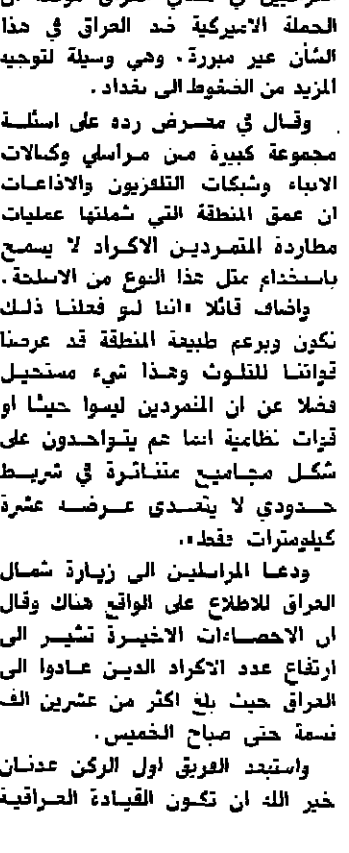 الحملة الاميركية ضد العراق في هذا
الشأن غير مبررة، وهي وسيلة لتوجيه
المزيد من الضغوط الى بغداد.
وقال في معرض رده على اسئلة
مجموعة كبيرة من مراسلي وكالات
الانباء وشبكات التلفزيون والاذاعات
ان عمق المنطقة التي شملتها عمليات
مطاردة المتمردين الاكراد لا يسمح
باستخدام مثل هذا النوع من الاسلحة.
واضاف قائلا «اننا لو فعلنا ذلك
نكون وبرغم طبيعة المنطقة قد عرضنا
قواتنا للتلوث وهذا شيء مستحيل
فضلا عن ان المتمردين ليسوا جيشا او
قوات نظامية انما هم يتواجدون على
شكل مجاميع متناثرة في شريط
حدودي لا يتعدى عرضه عشرة
كيلومترات فقط».
ودعا المراسلين الى زيارة شمال
العراق للاطلاع على الواقع هناك وقال
ان الاحصاءات الاخيرة تشير الى
ارتفاع عدد الاكراد الذين عادوا الى
العراق حيث بلغ اكثر من عشرين الف
نسمة حتى صباح الخميس.
واستبعد الفريق اول الركن عدنان
خير الله ان تكون القيادة العراقية